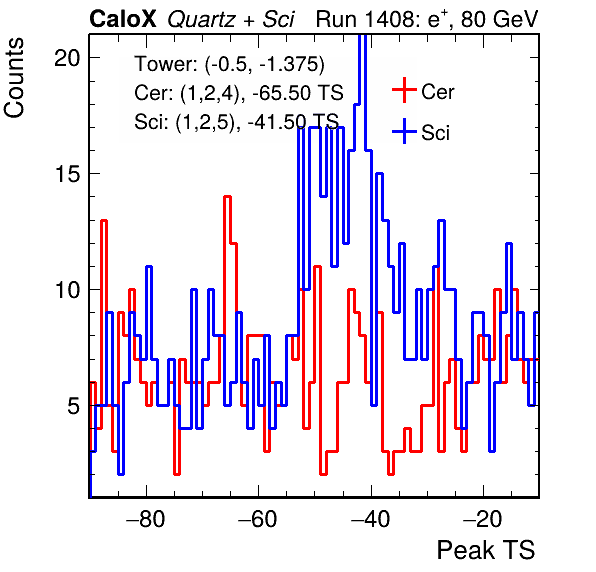 CaloX Quartz + Sci Run 1408: e+, 80 GeV
Counts
Tower: (-0.5, -1.375)
Cer: (1,2,4), -65.50 TS
Sci: (1,2,5), -41.50 TS
Cer
Sci
20
15
10
5
−80 −60 −40 −20
Peak TS